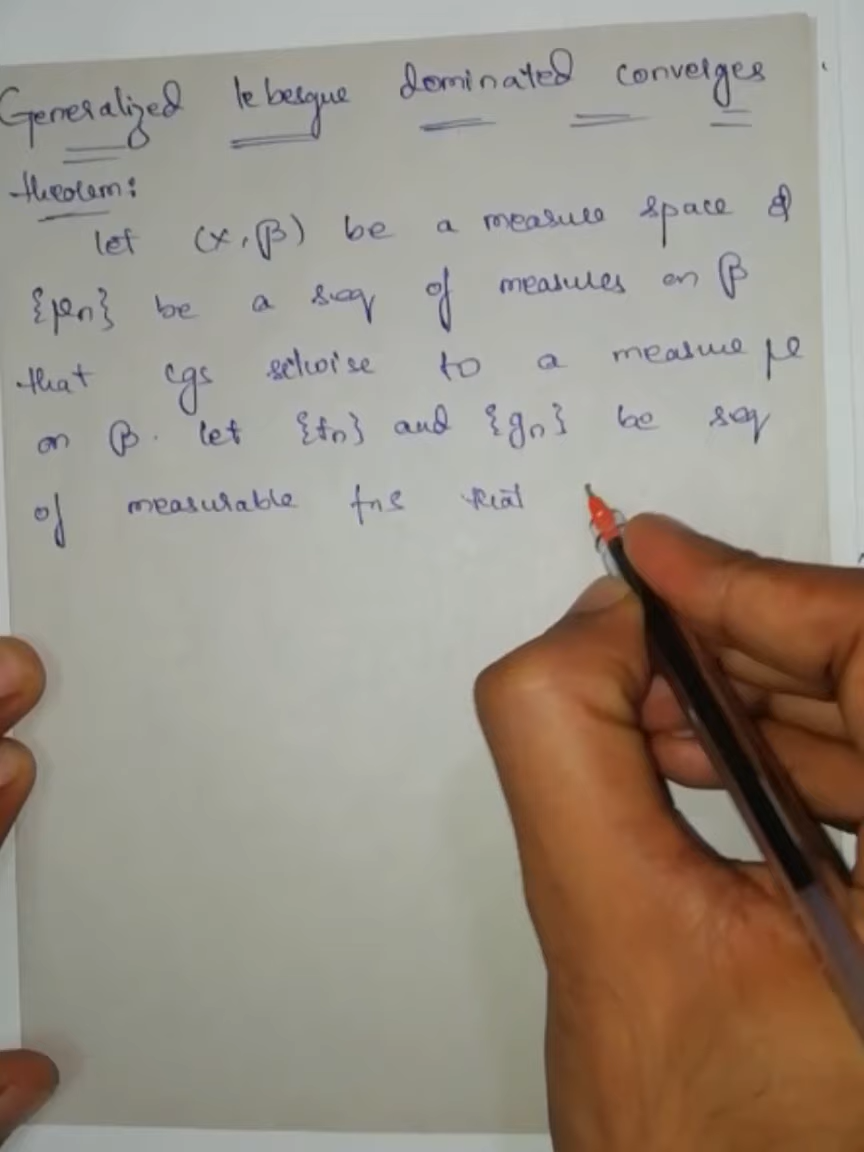 Generalized lebesgue dominated converges
theorem:
let (x, β) be a measure space &
{μn} be a seq of measures on β
that cgs setwise to a measure μ
on β. let {fn} and {gn} be seq
of measurable fns that